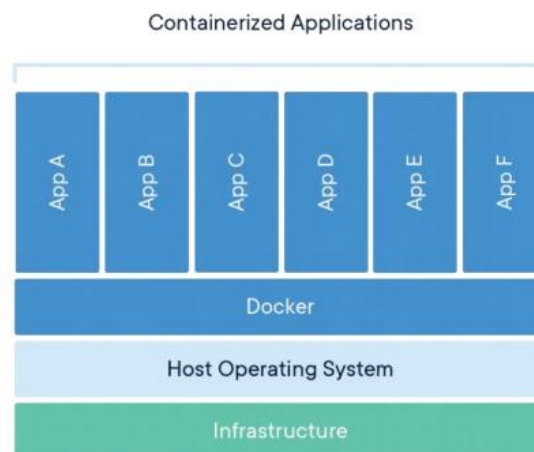 Containerized Applications
App A
App B
App C
App D
App E
App F
Docker
Host Operating System
Infrastructure